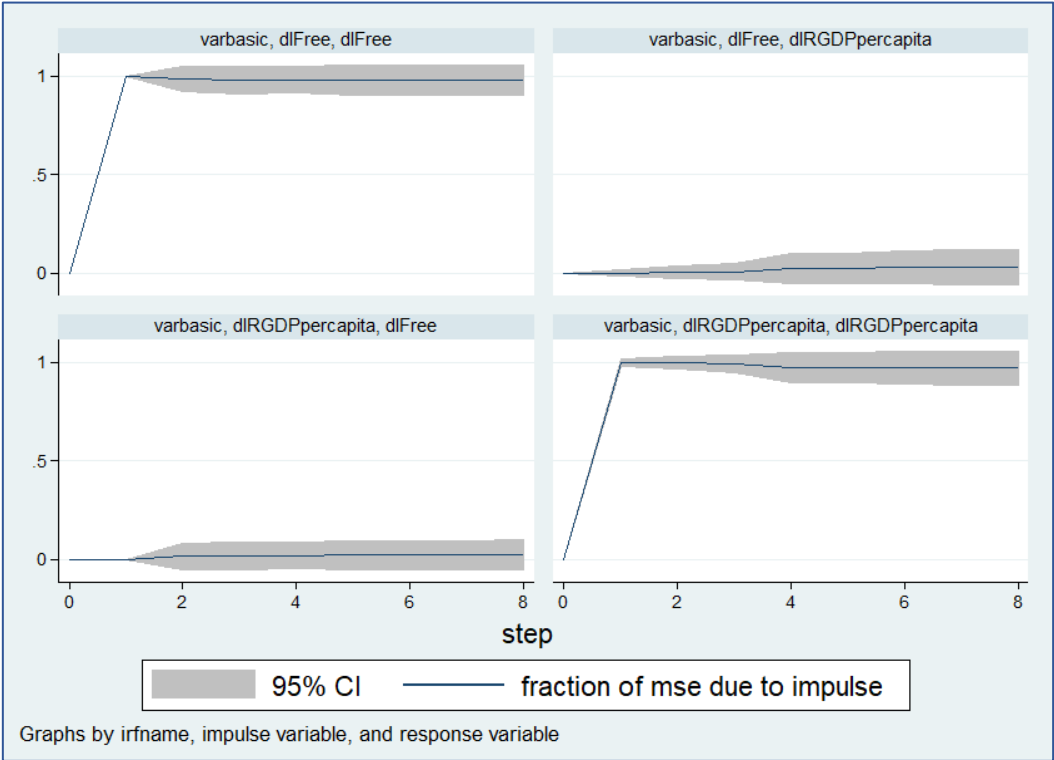 varbasic, dlFree, dlFree
varbasic, dlFree, dlRGDPpercapita
1
.5
0
varbasic, dlRGDPpercapita, dlFree
varbasic, dlRGDPpercapita, dlRGDPpercapita
1
.5
0
0 2 4 6 8
0 2 4 6 8
step
95% CI
fraction of mse due to impulse
Graphs by irfname, impulse variable, and response variable